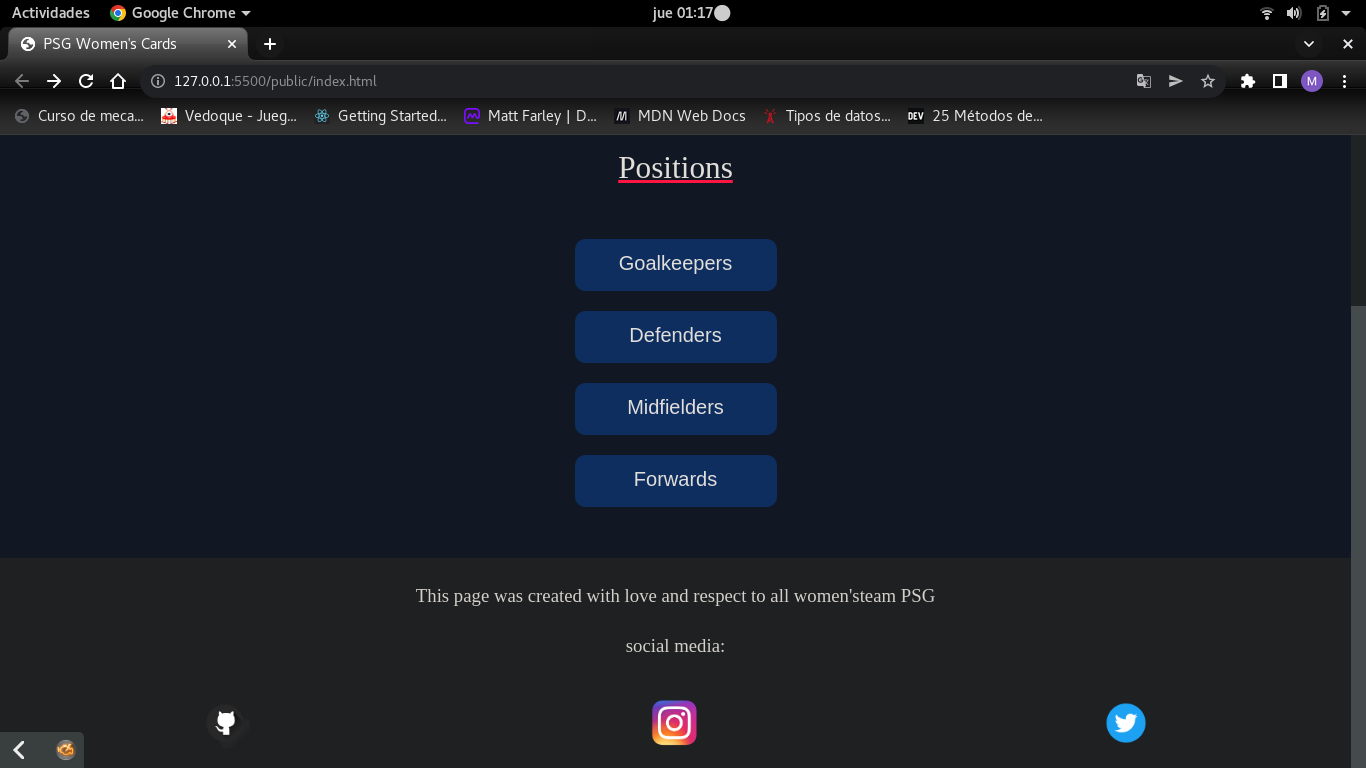 Actividades Google Chrome jue 01:17
PSG Women's Cards
127.0.0.1:5500/public/index.html M
Curso de meca... Vedoque - Jueg... Getting Started... Matt Farley | D... MDN Web Docs Tipos de datos... DEV 25 Métodos de...
Positions
Goalkeepers
Defenders
Midfielders
Forwards
This page was created with love and respect to all women'steam PSG
social media: